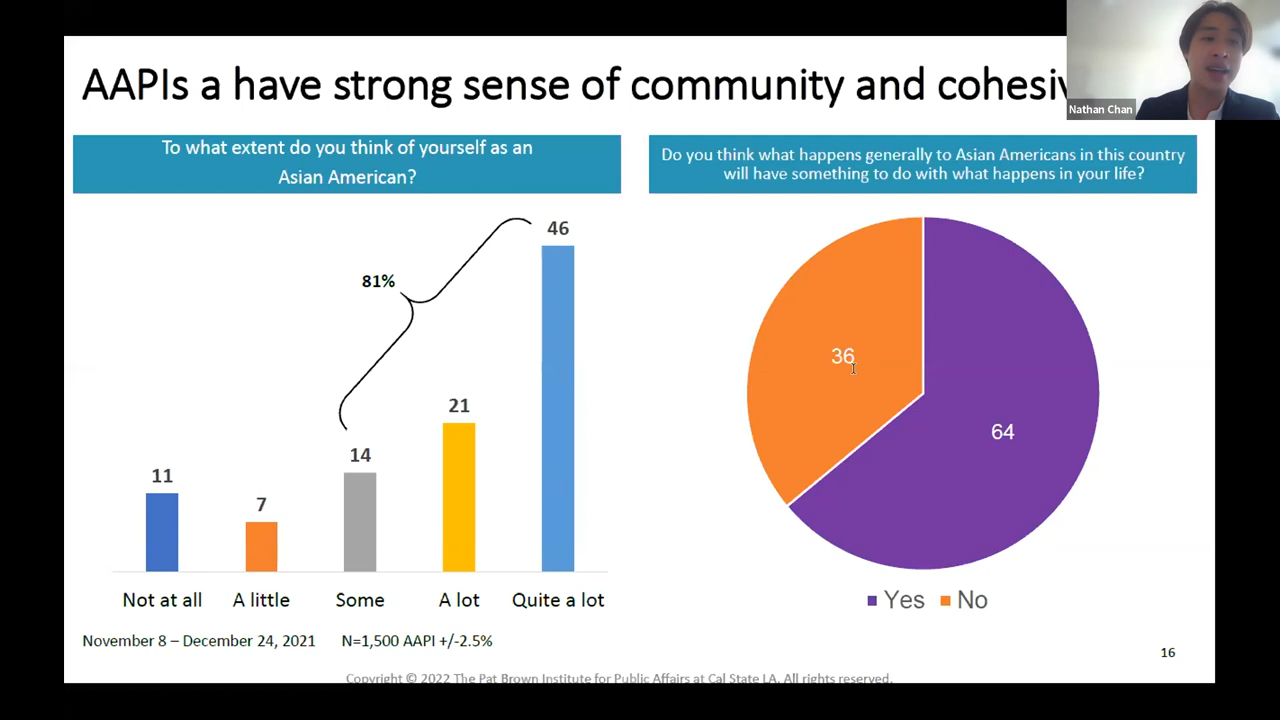 AAPIs a have strong sense of community and cohesiv
Nathan Chan
To what extent do you think of yourself as an
Asian American?
81%
11
7
14
21
46
Not at all
A little
Some
A lot
Quite a lot
November 8 – December 24, 2021
N=1,500 AAPI +/-2.5%
Do you think what happens generally to Asian Americans in this country
will have something to do with what happens in your life?
36
64
Yes
No
16
Copyright © 2022 The Pat Brown Institute for Public Affairs at Cal State LA. All rights reserved.